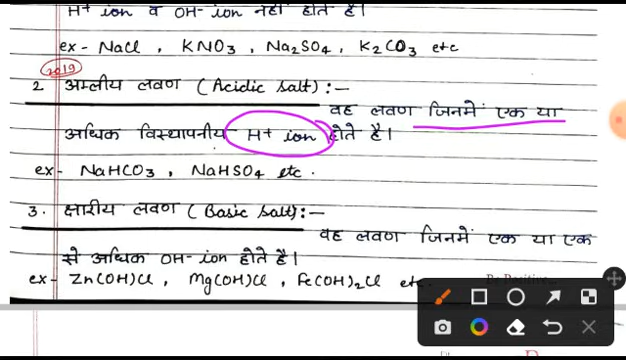 H+ ion व OH- ion नहीं होते हैं।
ex - NaCl, KNO3, Na2SO4, K2CO3 etc
2019
2 अम्लीय लवण (Acidic Salt) :-
वह लवण जिनमें एक या
अधिक विस्थापनीय H+ ion होते है।
ex- NaHCO3, NaHSO4 etc.
3. क्षारीय लवण (Basic Salt) :-
वह लवण जिनमें एक या एक
से अधिक OH- ion होते है।
ex- Zn(OH)Cl, Mg(OH)Cl, Fe(OH)2Cl etc.